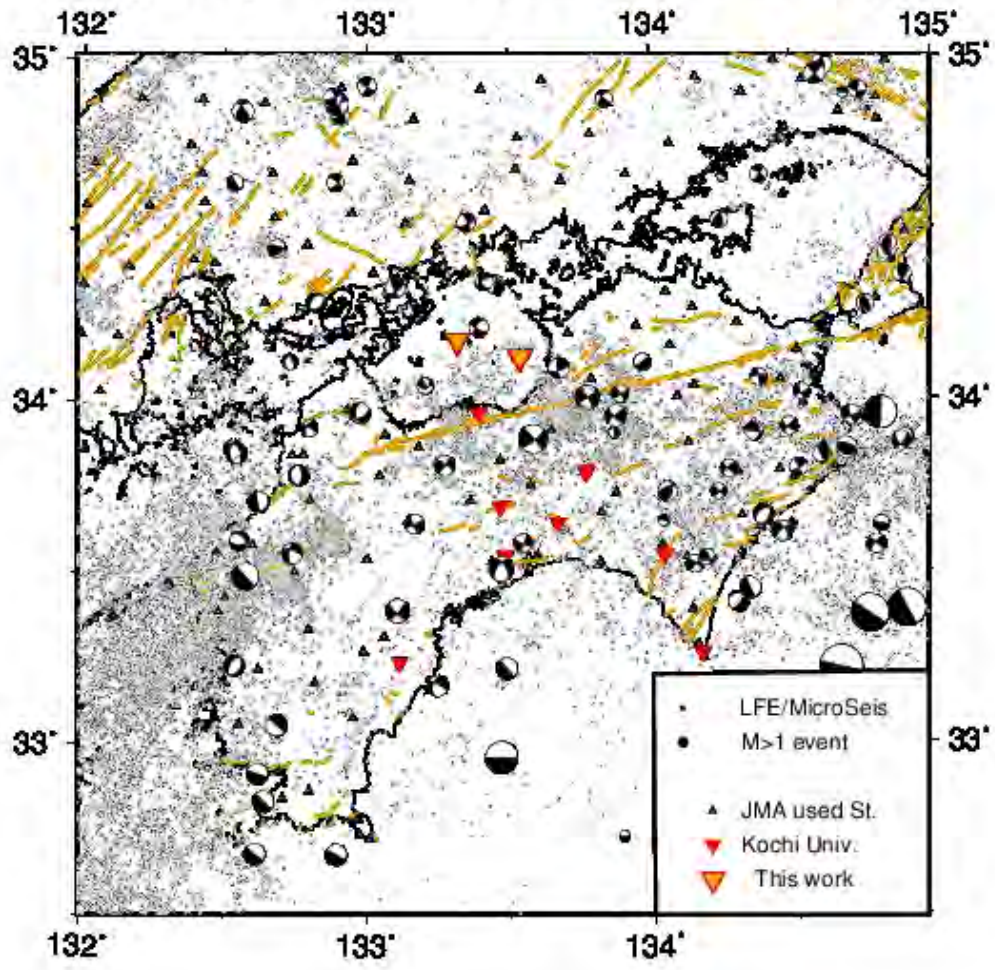 132° 133° 134° 135°
35° 35°
34° 34°
33° 33°
LFE/MicroSeis
M>1 event
JMA used St.
Kochi Univ.
This work
132° 133° 134°